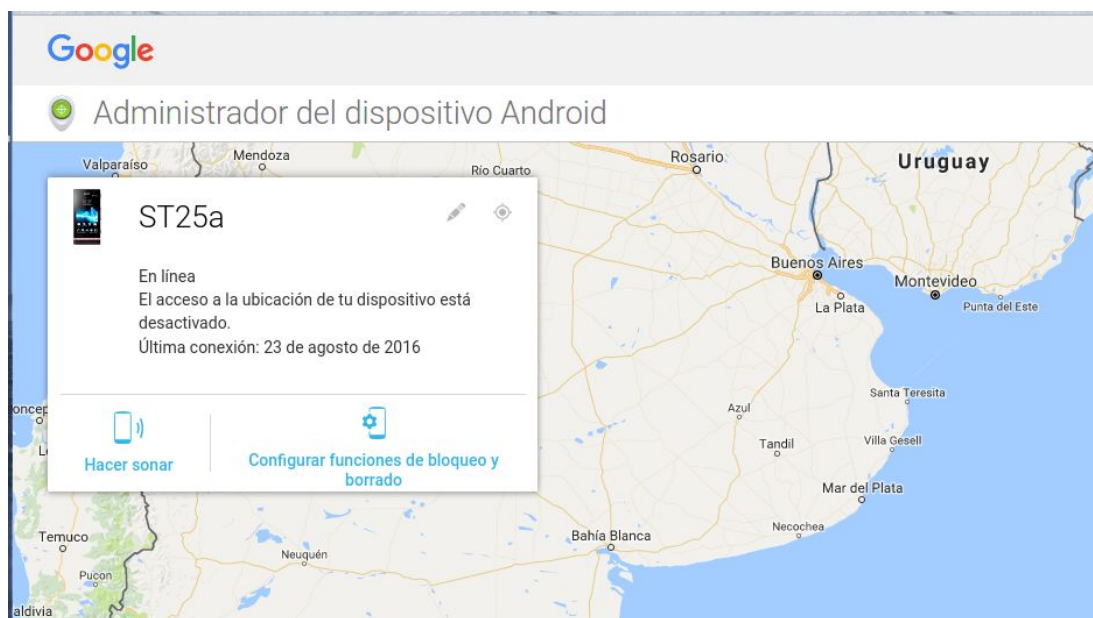 Google
Administrador del dispositivo Android
Valparaíso
Mendoza
Río Cuarto
Rosario
Uruguay
ST25a
En línea
El acceso a la ubicación de tu dispositivo está
desactivado.
Última conexión: 23 de agosto de 2016
Buenos Aires
Montevideo
La Plata
Punta del Este
Santa Teresita
Azul
Tandil
Villa Gesell
Hacer sonar
Configurar funciones de bloqueo y
borrado
Mar del Plata
Necochea
Bahía Blanca
Temuco
Neuquén
Pucon
aldivia